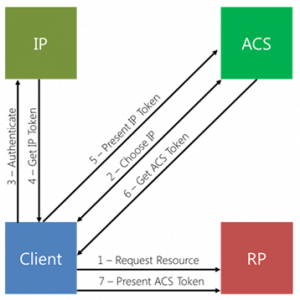 IP
ACS
3 – Authenticate
4 – Get IP Token
5 – Present IP Token
2 – Choose IP
6 – Get ACS Token
Client
1 – Request Resource
7 – Present ACS Token
RP